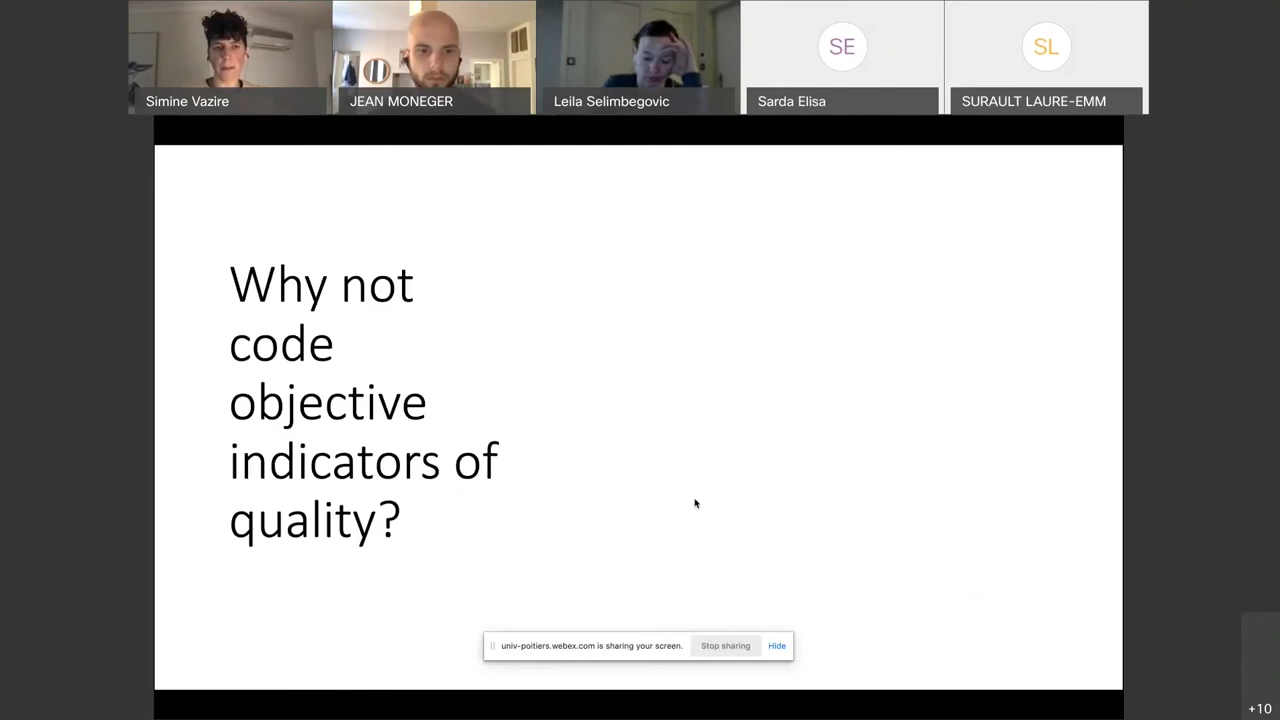 SE
SL
Simine Vazire
JEAN MONEGER
Leila Selimbegovic
Sarda Elisa
SURAULT LAURE-EMM
Why not
code
objective
indicators of
quality?
univ-poitiers.webex.com is sharing your screen.
Stop sharing
Hide
+10